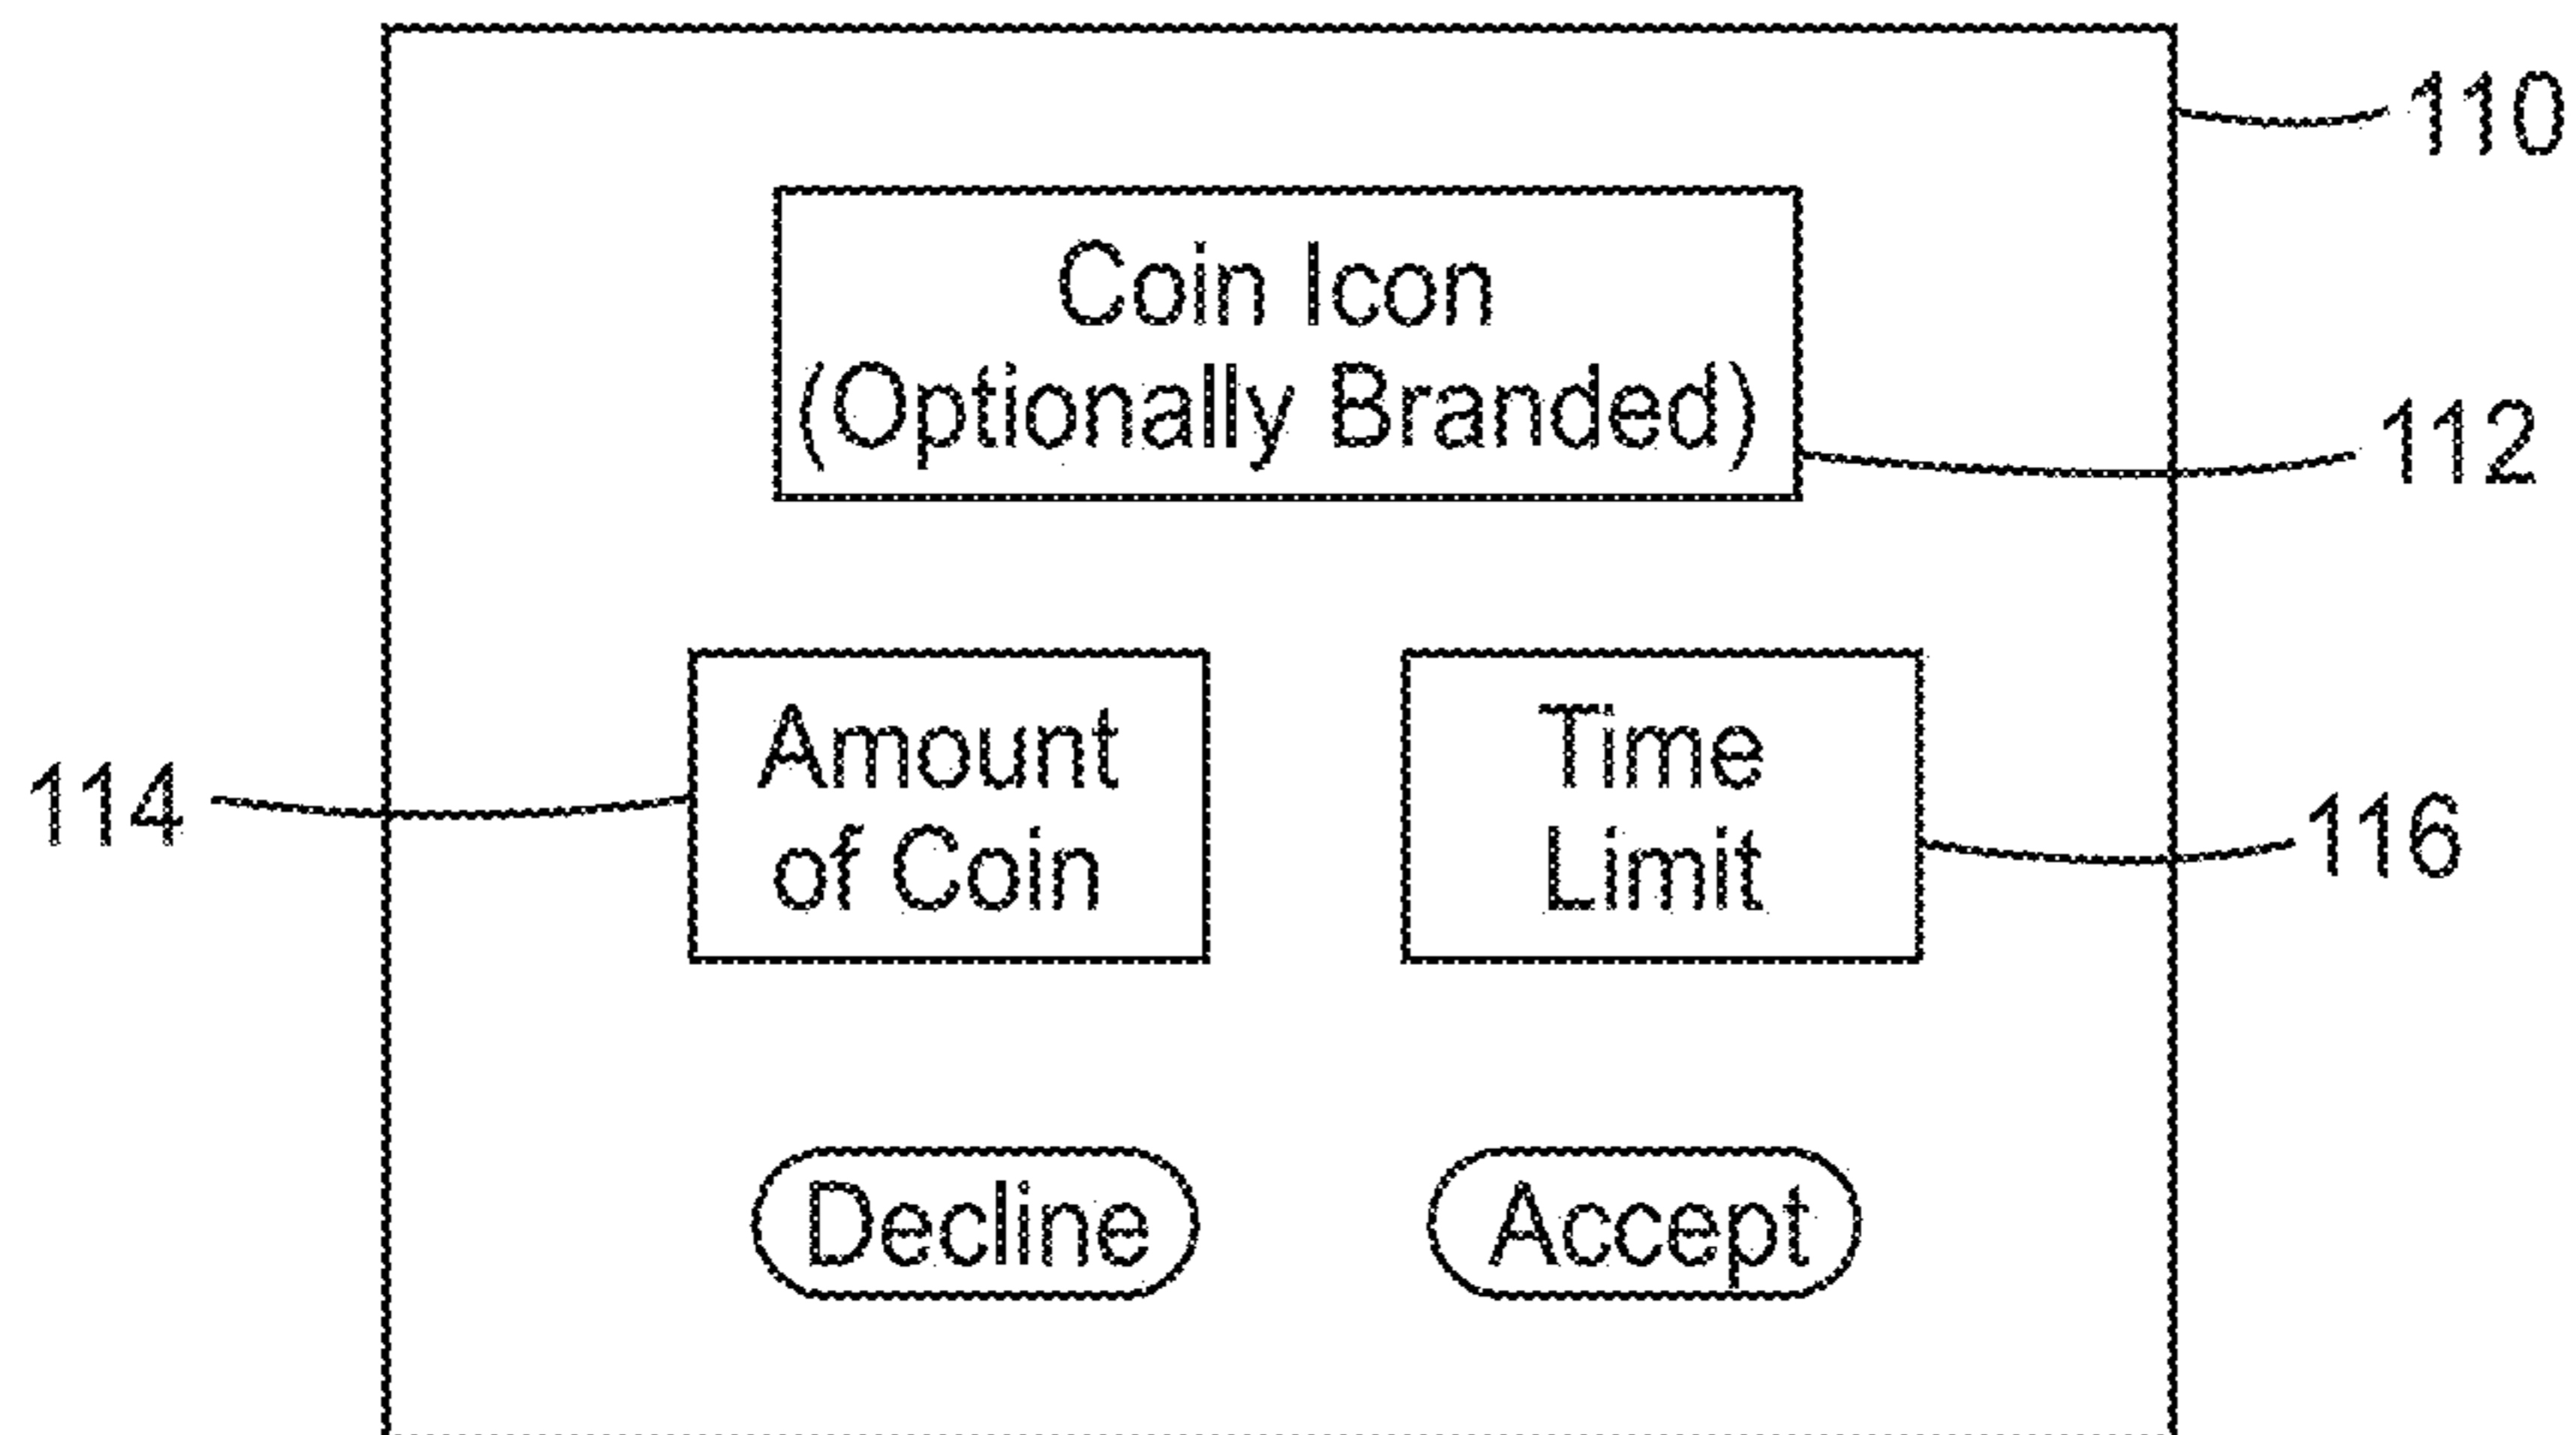 110
Coin Icon
(Optionally Branded)
112
Amount
of Coin
Time
Limit
114
116
Decline
Accept